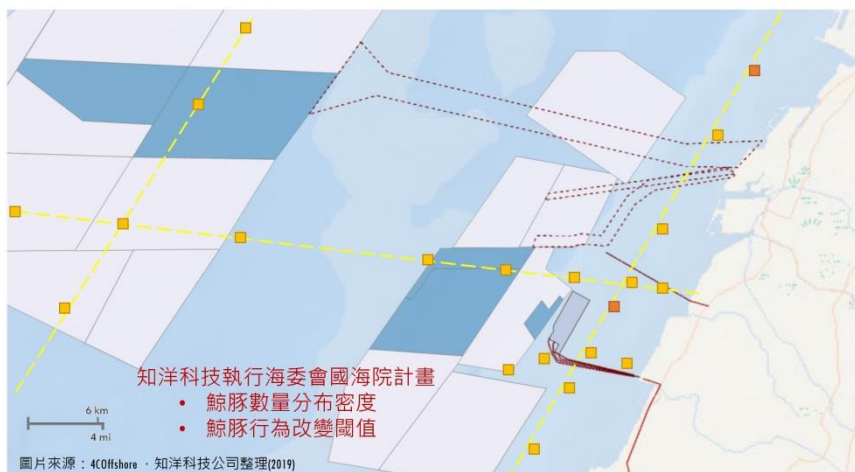 知洋科技執行海委會國海院計畫
• 鯨豚數量分布密度
• 鯨豚行為改變閾值
6 km
4 mi
圖片來源：4COffshore · 知洋科技公司整理(2019)